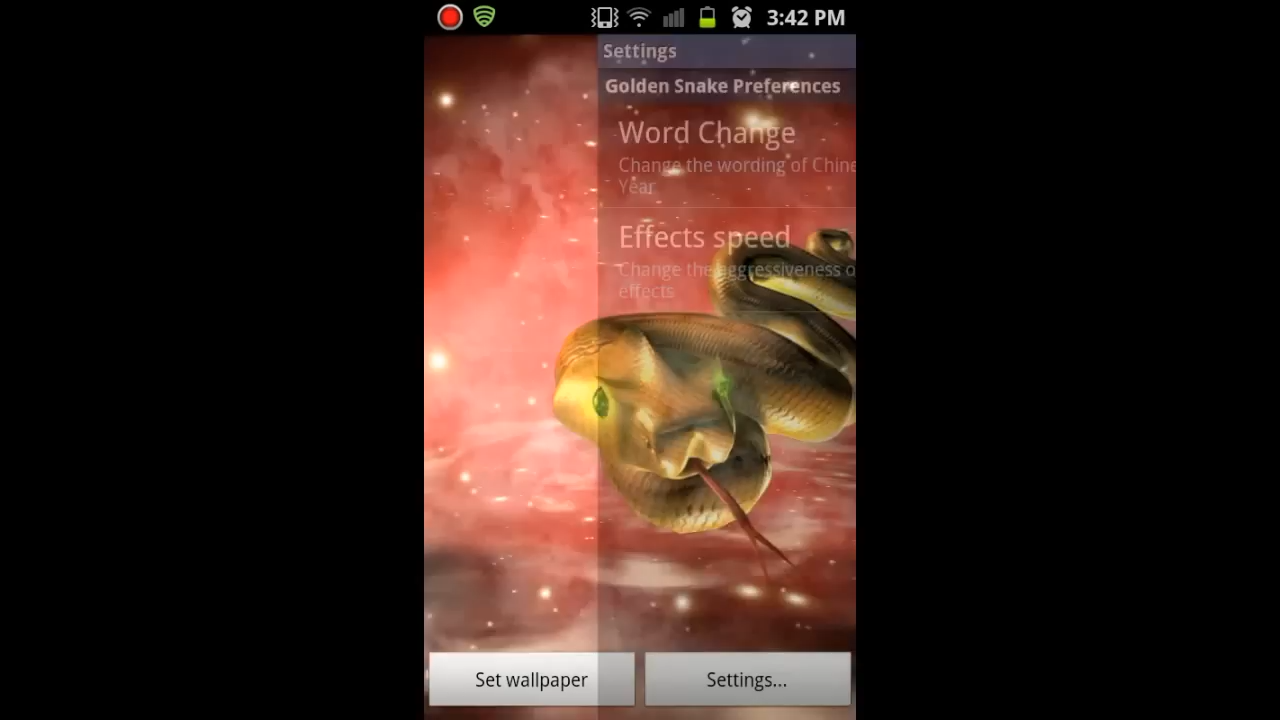 3:42 PM
Settings
Golden Snake Preferences
Word Change
Change the wording of Chine
Year
Effects speed
Change the aggressiveness o
effects
Set wallpaper
Settings...